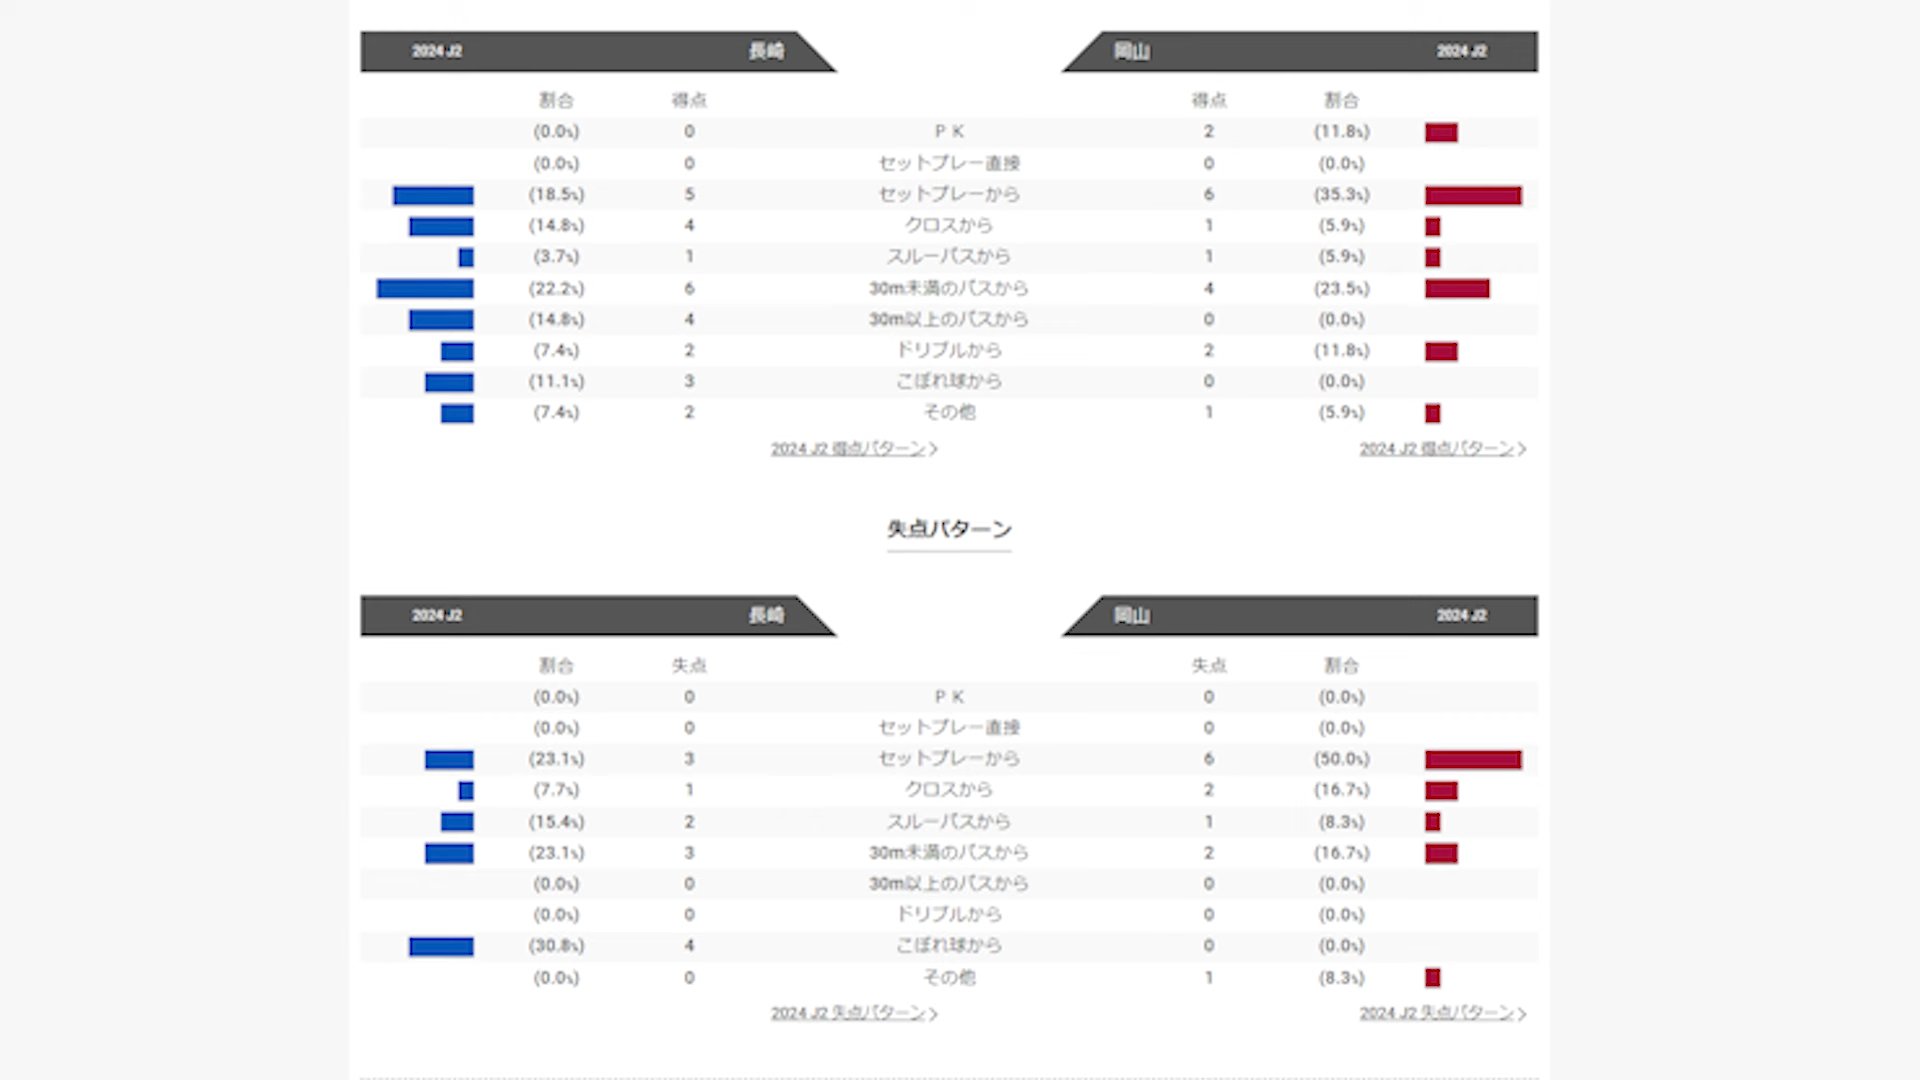 2024 J2 長崎 岡山 2024 J2
割合 得点 得点 割合
(0.0%) 0 ＰＫ 2 (11.8%)
(0.0%) 0 セットプレー直接 0 (0.0%)
(18.5%) 5 セットプレーから 6 (35.3%)
(14.8%) 4 クロスから 1 (5.9%)
(3.7%) 1 スルーパスから 1 (5.9%)
(22.2%) 6 30m未満のパスから 4 (23.5%)
(14.8%) 4 30m以上のパスから 0 (0.0%)
(7.4%) 2 ドリブルから 2 (11.8%)
(11.1%) 3 こぼれ球から 0 (0.0%)
(7.4%) 2 その他 1 (5.9%)
2024 J2 得点パターン 2024 J2 得点パターン
失点パターン
2024 J2 長崎 岡山 2024 J2
割合 失点 失点 割合
(0.0%) 0 ＰＫ 0 (0.0%)
(0.0%) 0 セットプレー直接 0 (0.0%)
(23.1%) 3 セットプレーから 6 (50.0%)
(7.7%) 1 クロスから 2 (16.7%)
(15.4%) 2 スルーパスから 1 (8.3%)
(23.1%) 3 30m未満のパスから 2 (16.7%)
(0.0%) 0 30m以上のパスから 0 (0.0%)
(0.0%) 0 ドリブルから 0 (0.0%)
(30.8%) 4 こぼれ球から 0 (0.0%)
(0.0%) 0 その他 1 (8.3%)
2024 J2 失点パターン 2024 J2 失点パターン